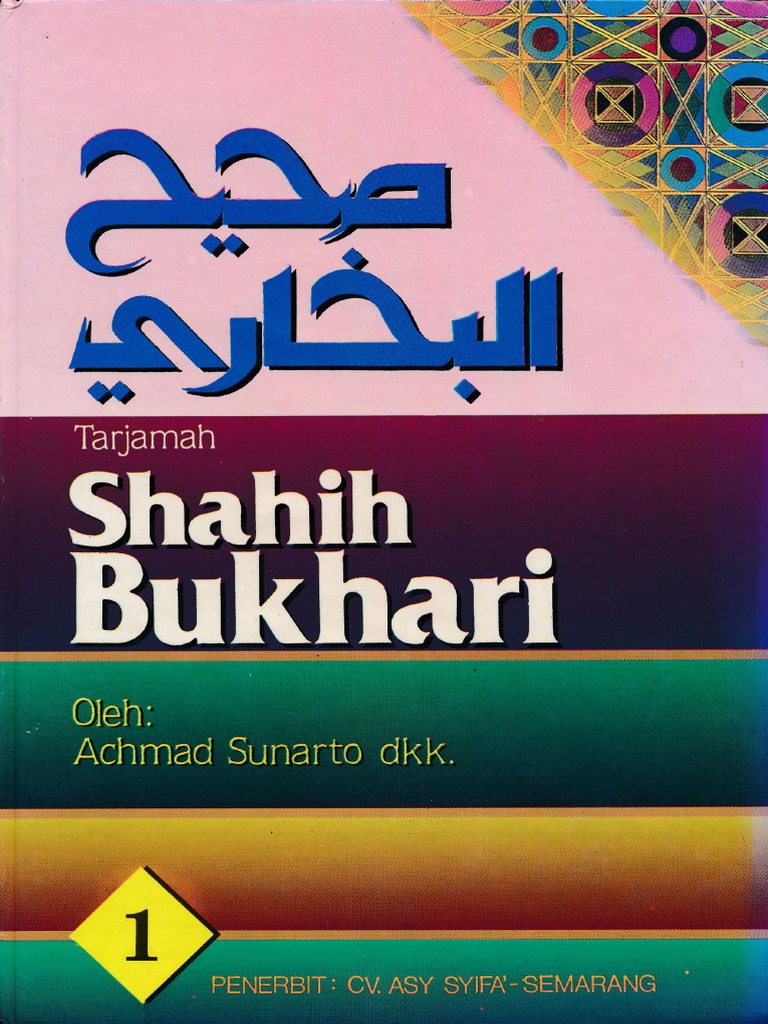 صحيح
البخاري
Tarjamah
Shahih
Bukhari
Oleh:
Achmad Sunarto dkk.
1
PENERBIT: CV. ASY SYIFA'-SEMARANG